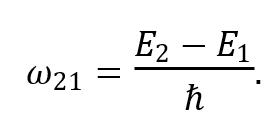 ω₂₁ = (E₂ − E₁) / ħ.